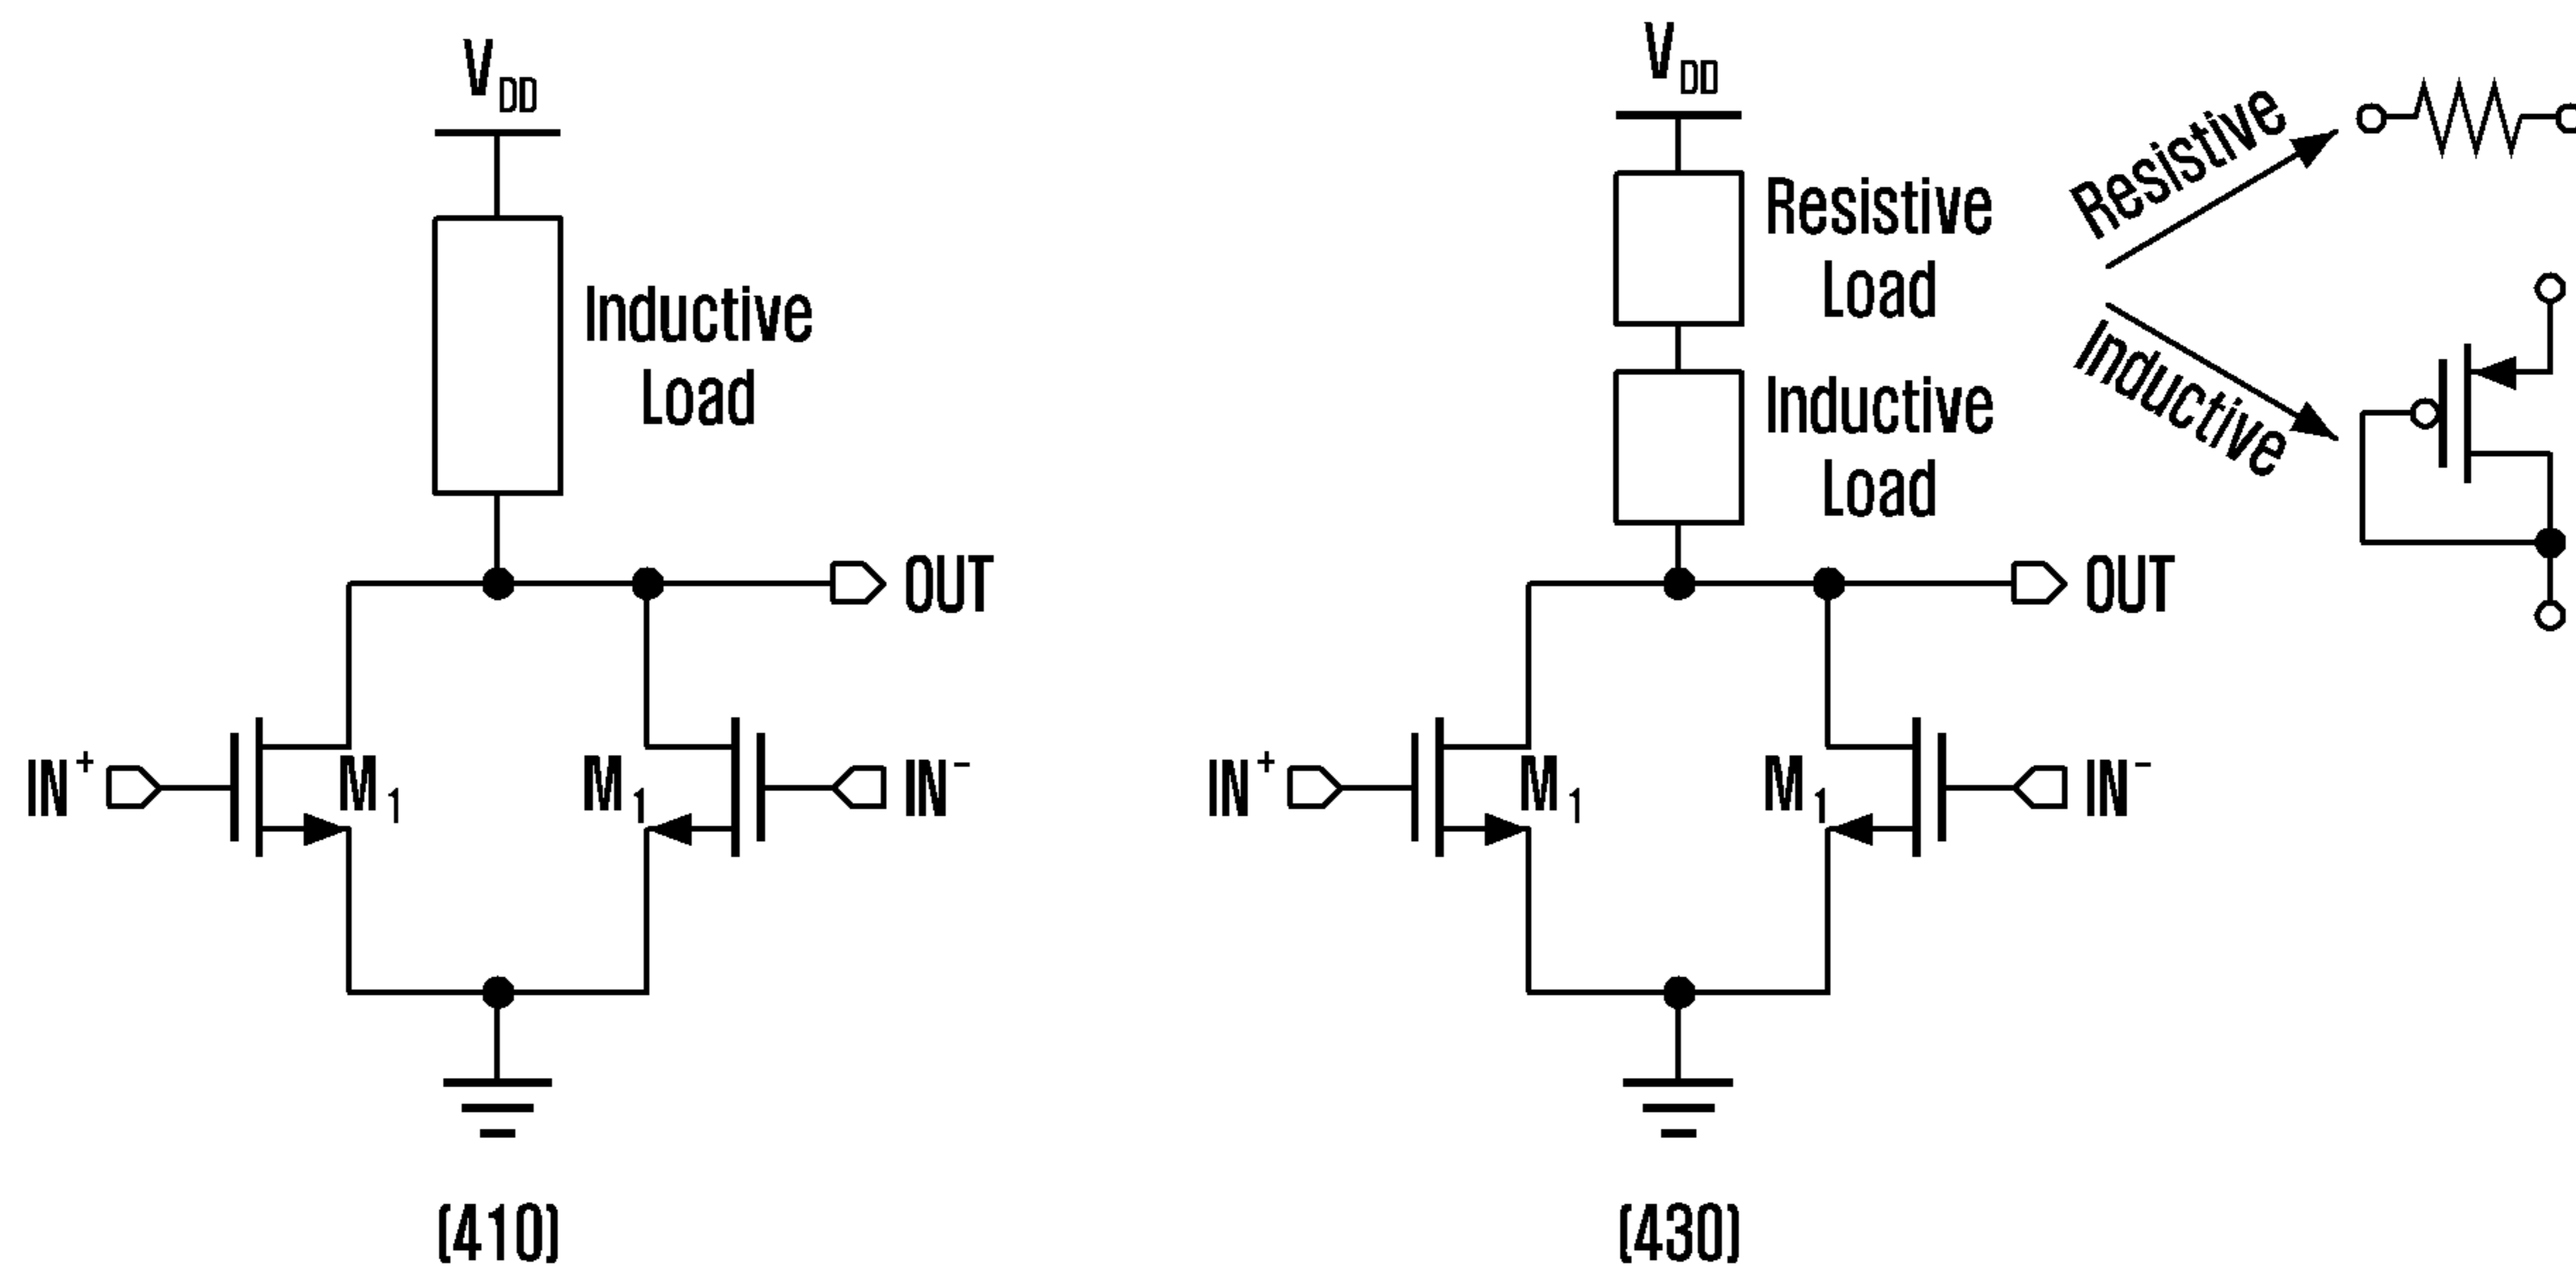 V_DD
Inductive
Load
OUT
IN⁺
M₁
M₁
IN⁻
(410)
V_DD
Resistive
Load
Inductive
Load
OUT
IN⁺
M₁
M₁
IN⁻
(430)
Resistive
Inductive